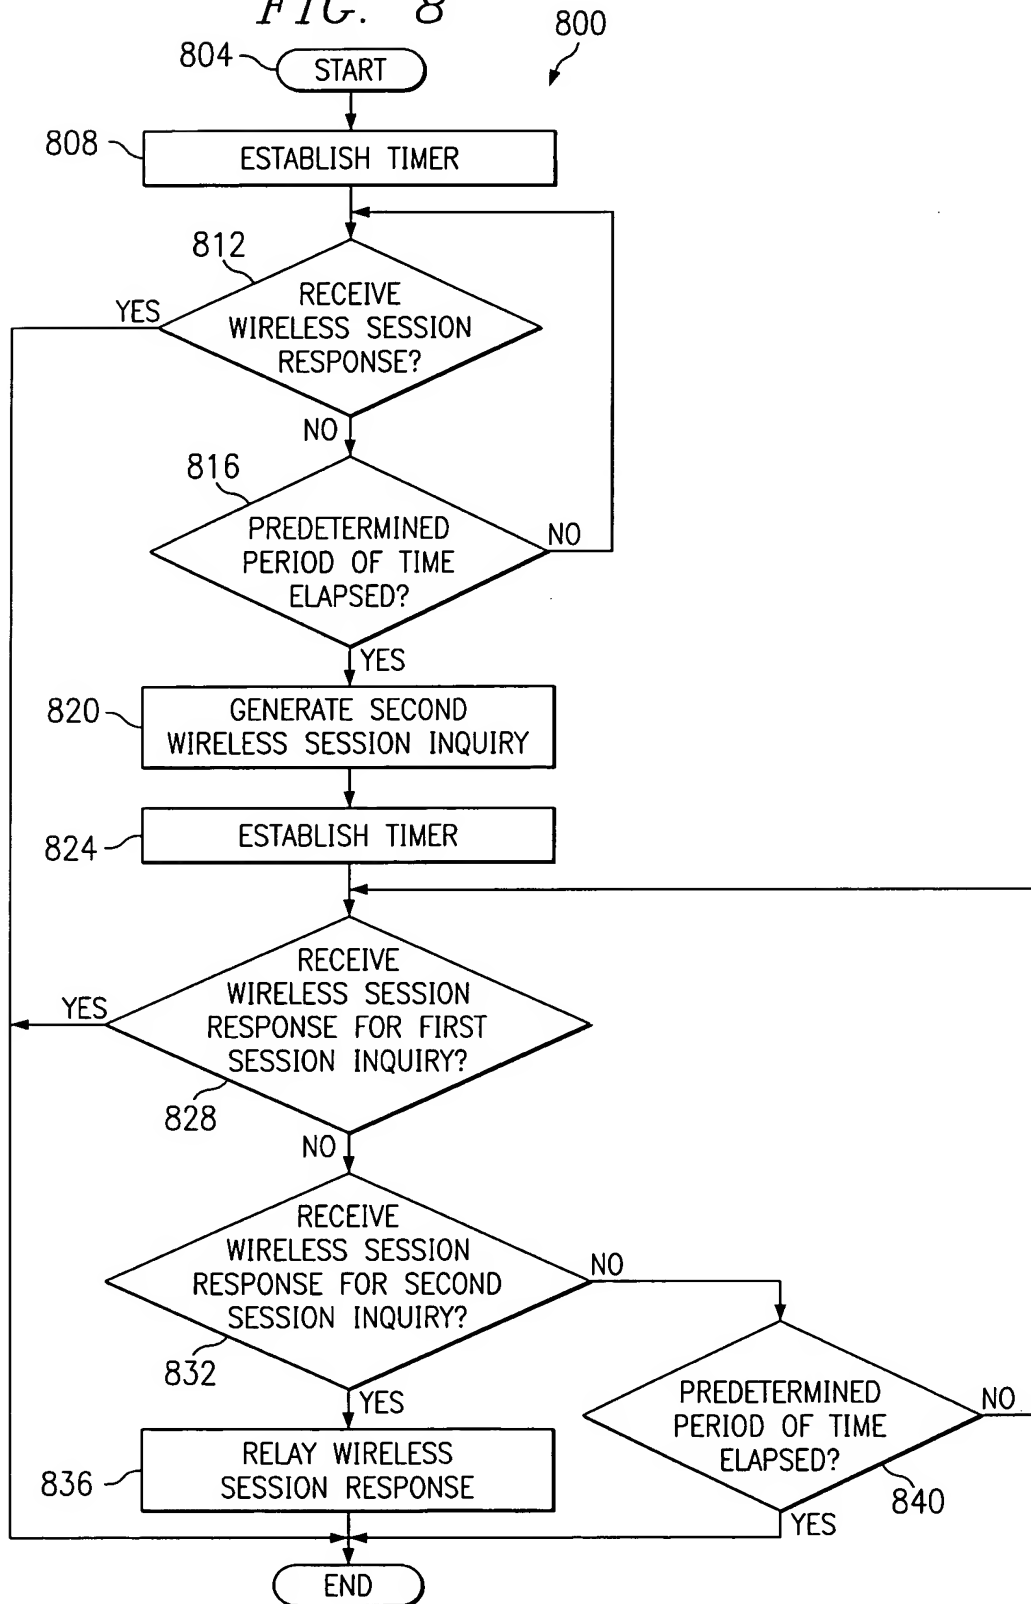 FIG. 8
800
804
START
808
ESTABLISH TIMER
812
YES
RECEIVE
WIRELESS SESSION
RESPONSE?
NO
816
PREDETERMINED
PERIOD OF TIME
ELAPSED?
NO
YES
820
GENERATE SECOND
WIRELESS SESSION INQUIRY
824
ESTABLISH TIMER
YES
RECEIVE
WIRELESS SESSION
RESPONSE FOR FIRST
SESSION INQUIRY?
828
NO
RECEIVE
WIRELESS SESSION
RESPONSE FOR SECOND
SESSION INQUIRY?
NO
832
YES
PREDETERMINED
PERIOD OF TIME
ELAPSED?
NO
840
YES
836
RELAY WIRELESS
SESSION RESPONSE
END